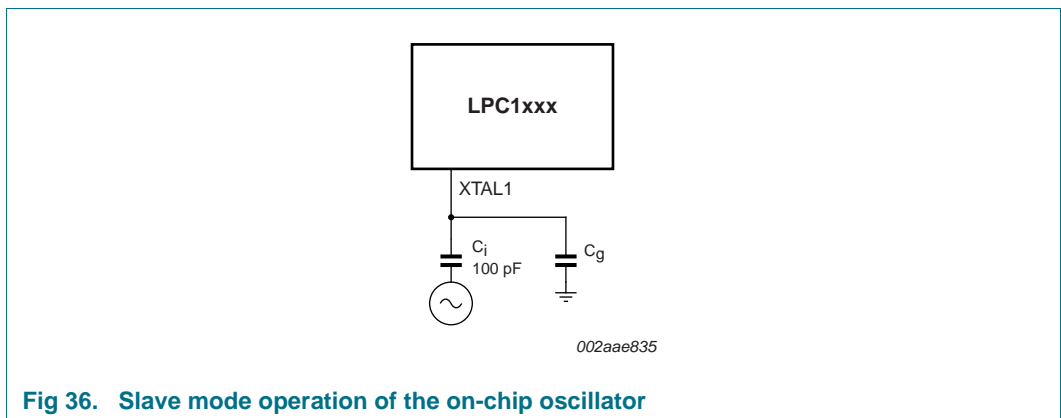 LPC1xxx
XTAL1
Ci
100 pF
Cg
002aae835
Fig 36. Slave mode operation of the on-chip oscillator